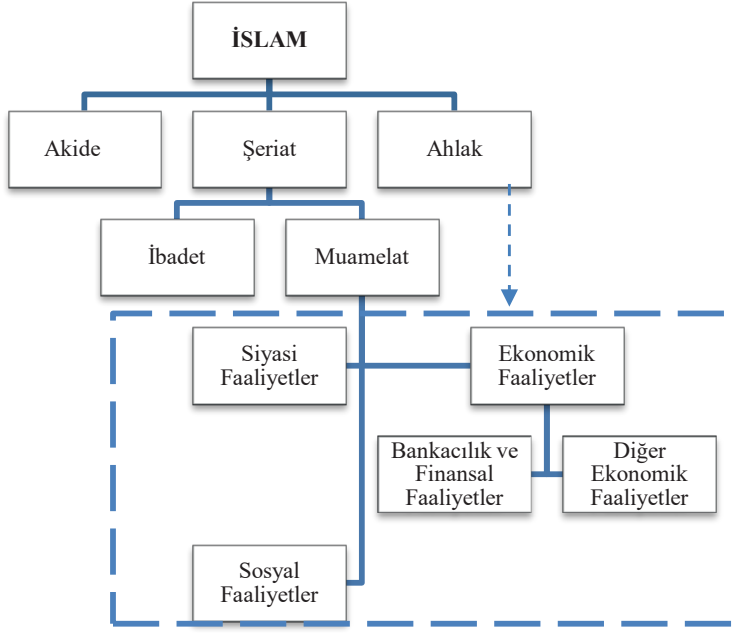 İSLAM
Akide
Şeriat
Ahlak
İbadet
Muamelat
Siyasi
Faaliyetler
Ekonomik
Faaliyetler
Bankacılık ve
Finansal
Faaliyetler
Diğer
Ekonomik
Faaliyetler
Sosyal
Faaliyetler